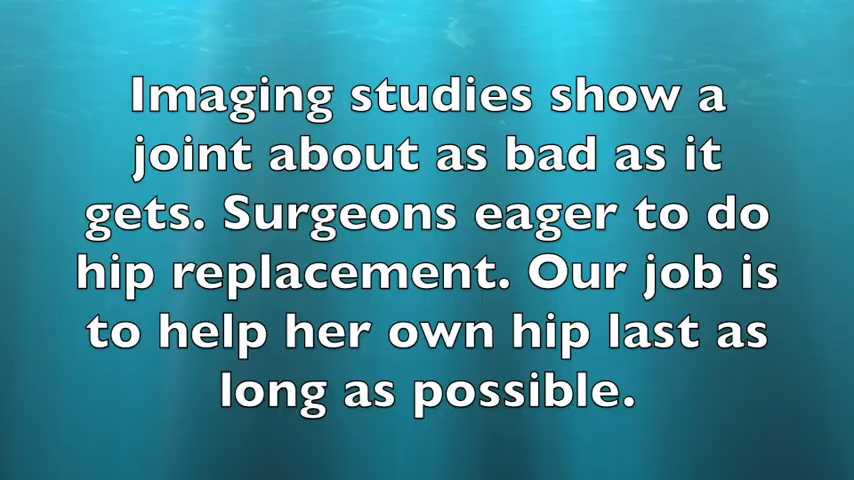 Imaging studies show a
joint about as bad as it
gets. Surgeons eager to do
hip replacement. Our job is
to help her own hip last as
long as possible.